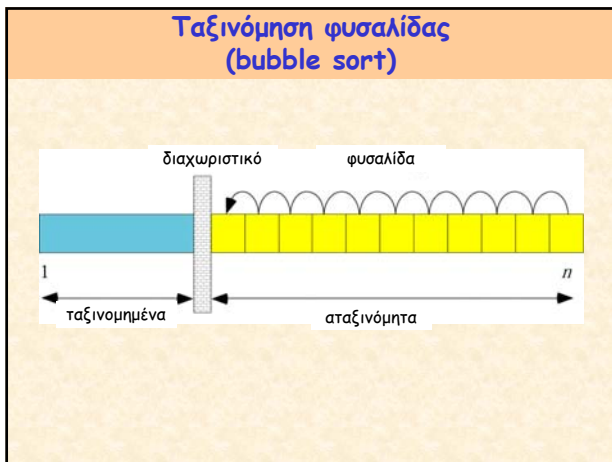 Ταξινόμηση φυσαλίδας
(bubble sort)
διαχωριστικό φυσαλίδα
1 n
ταξινομημένα αταξινόμητα